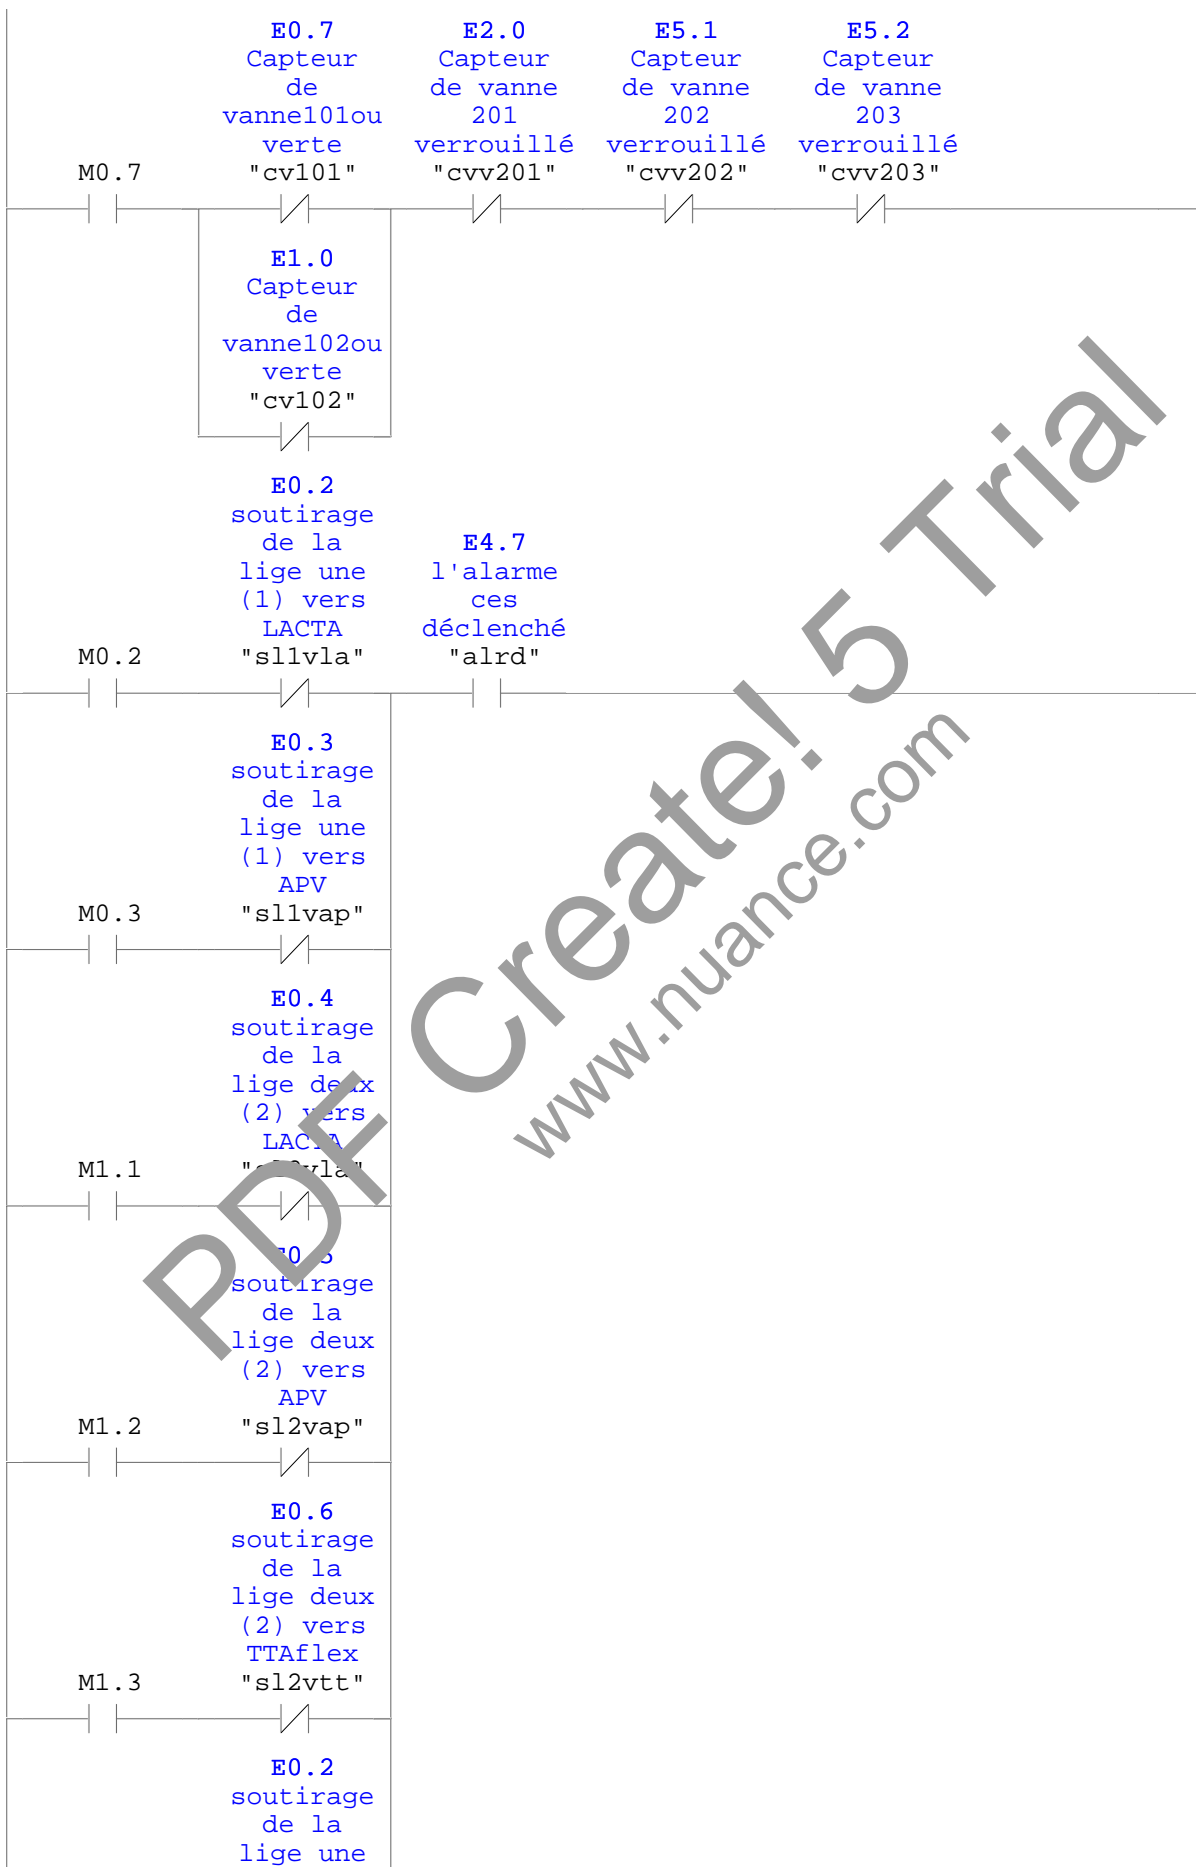 E0.7 E2.0 E5.1 E5.2
Capteur Capteur Capteur Capteur
de de vanne de vanne de vanne
vanne101ou 201 202 203
verte verrouillé verrouillé verrouillé
M0.7 "cv101" "cvv201" "cvv202" "cvv203"
E1.0
Capteur
de
vanne102ou
verte
"cv102"
E0.2
soutirage
de la E4.7
lige une l'alarme
(1) vers ces
LACTA déclenché
M0.2 "sl1vla" "alrd"
E0.3
soutirage
de la
lige une
(1) vers
APV
M0.3 "sl1vap"
E0.4
soutirage
de la
lige deux
(2) vers
LACTA
M1.1 "sl2vla"
E0.5
soutirage
de la
lige deux
(2) vers
APV
M1.2 "sl2vap"
E0.6
soutirage
de la
lige deux
(2) vers
TTAflex
M1.3 "sl2vtt"
E0.2
soutirage
de la
lige une
PDF Create! 5 Trial
www.nuance.com